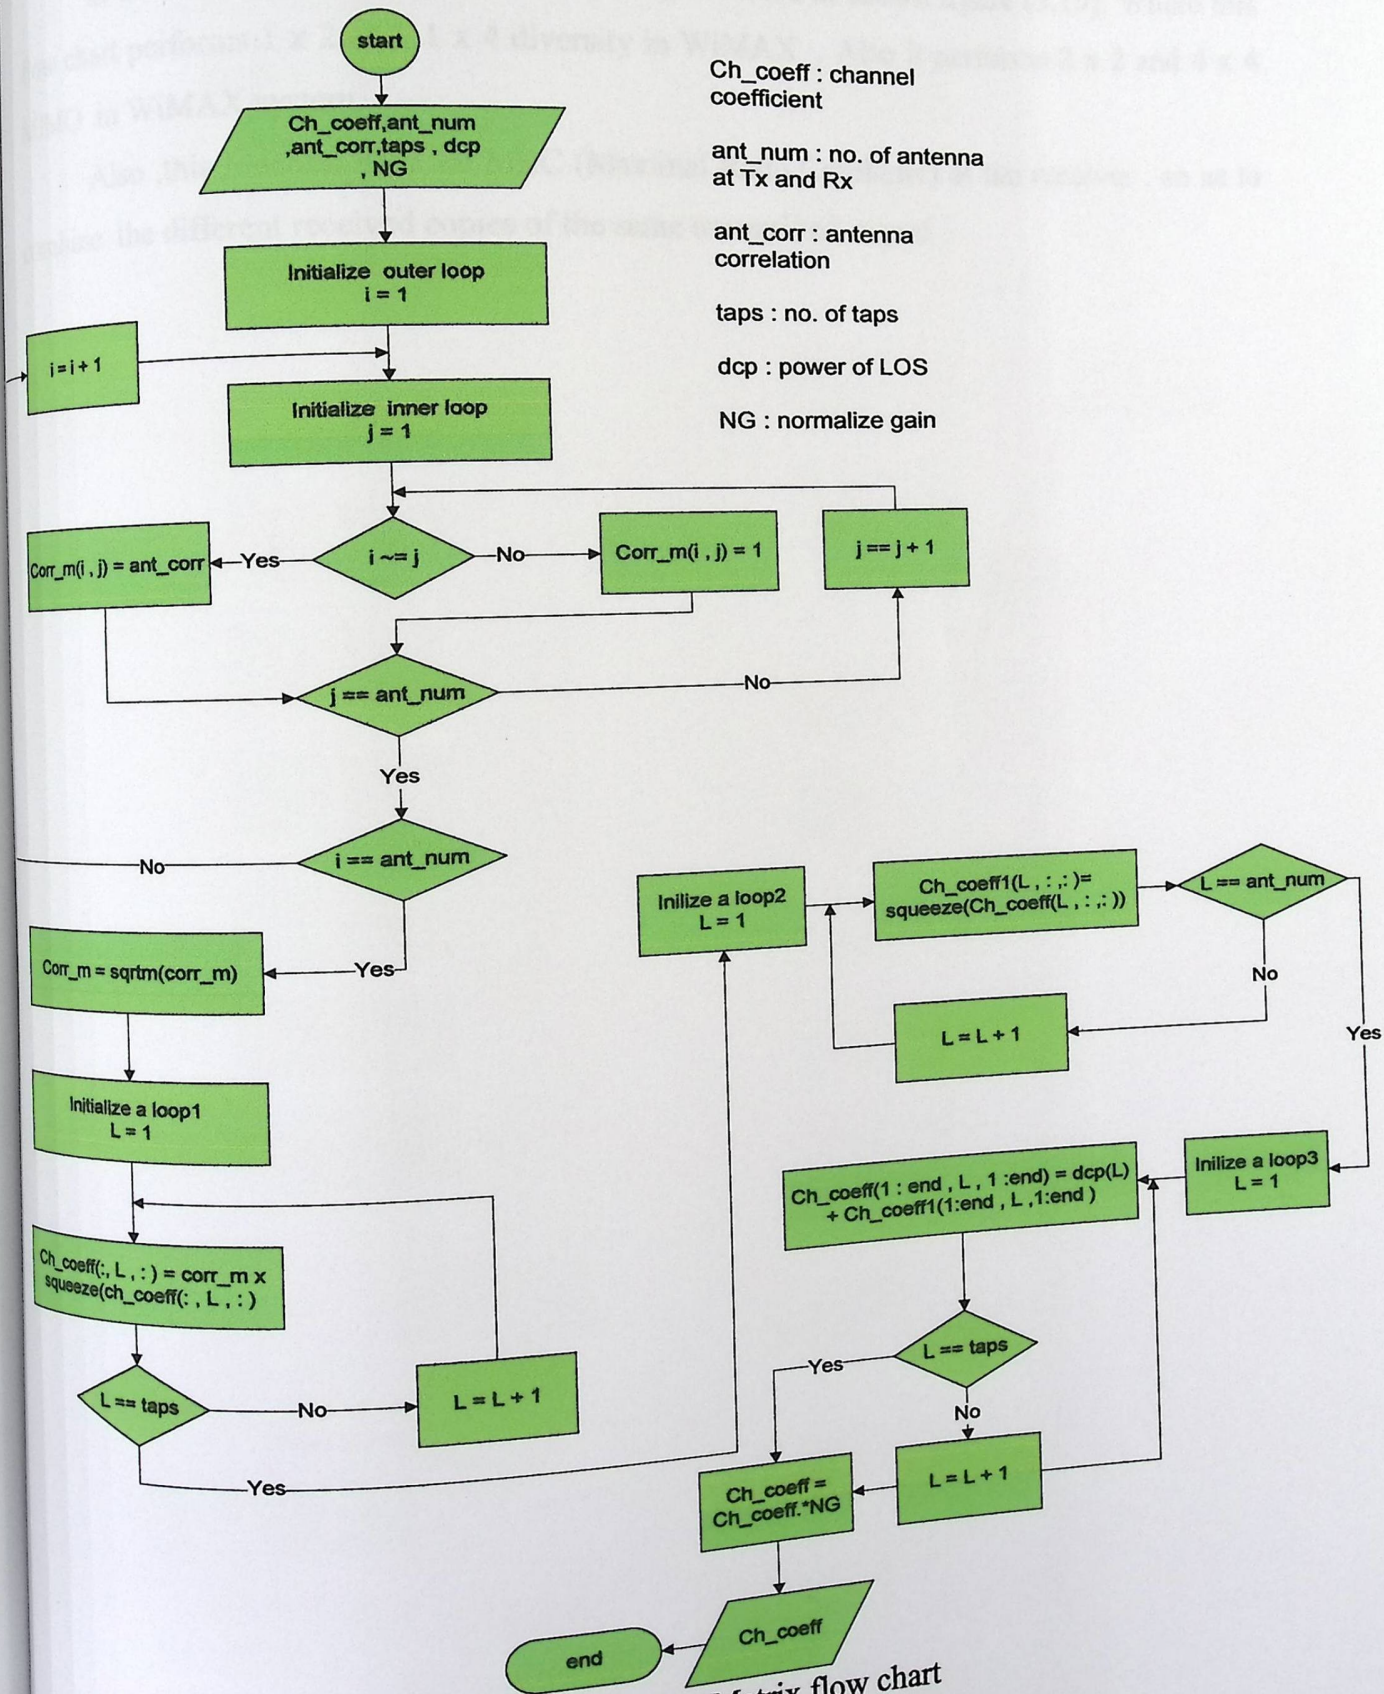 start
Ch_coeff,ant_num
,ant_corr,taps , dcp
, NG
Ch_coeff : channel
coefficient
ant_num : no. of antenna
at Tx and Rx
ant_corr : antenna
correlation
taps : no. of taps
dcp : power of LOS
NG : normalize gain
Initialize outer loop
i = 1
i = i + 1
Initialize inner loop
j = 1
Corr_m(i , j) = ant_corr
Yes
i ~= j
No
Corr_m(i , j) = 1
j == j + 1
j == ant_num
No
Yes
i == ant_num
No
Yes
Corr_m = sqrtm(corr_m)
Initialize a loop1
L = 1
Ch_coeff(:, L , : ) = corr_m x
squeeze(ch_coeff(: , L , : )
L == taps
No
L = L + 1
Yes
Inilize a loop2
L = 1
Ch_coeff1(L , : ,: )=
squeeze(Ch_coeff(L , : ,: ))
L == ant_num
No
L = L + 1
Yes
Inilize a loop3
L = 1
Ch_coeff(1 : end , L , 1 :end) = dcp(L)
+ Ch_coeff1(1:end , L ,1:end )
L == taps
Yes
No
L = L + 1
Ch_coeff =
Ch_coeff.*NG
Ch_coeff
end
flow chart